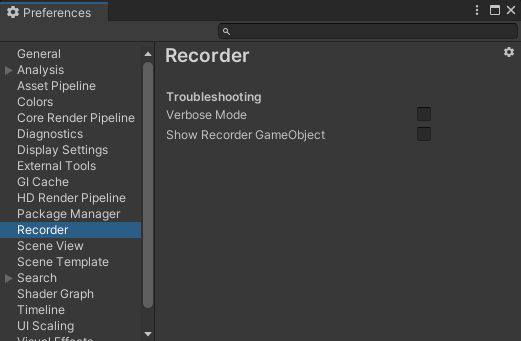 Preferences
General
Analysis
Asset Pipeline
Colors
Core Render Pipeline
Diagnostics
Display Settings
External Tools
GI Cache
HD Render Pipeline
Package Manager
Recorder
Scene View
Scene Template
Search
Shader Graph
Timeline
UI Scaling
Visual Effects
Recorder
Troubleshooting
Verbose Mode
Show Recorder GameObject